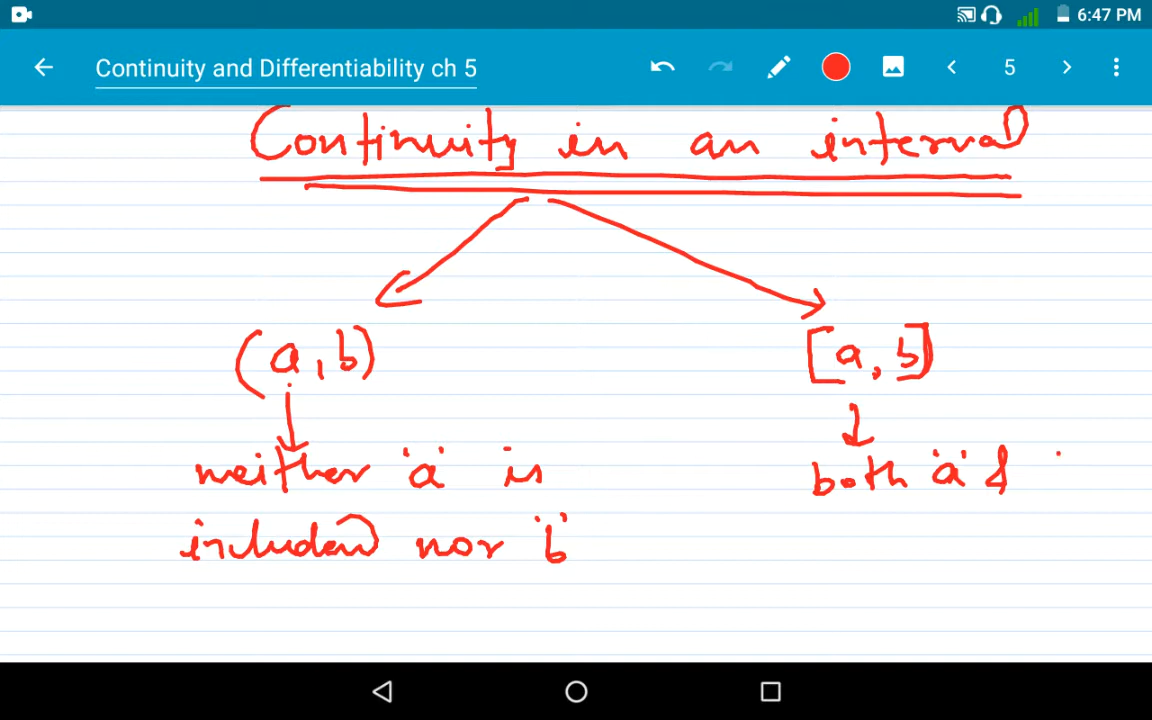 6:47 PM
Continuity and Differentiability ch 5
5
Continuity in an interval
(a,b)
[a,b]
neither 'a' is
included nor 'b'
both 'a' &